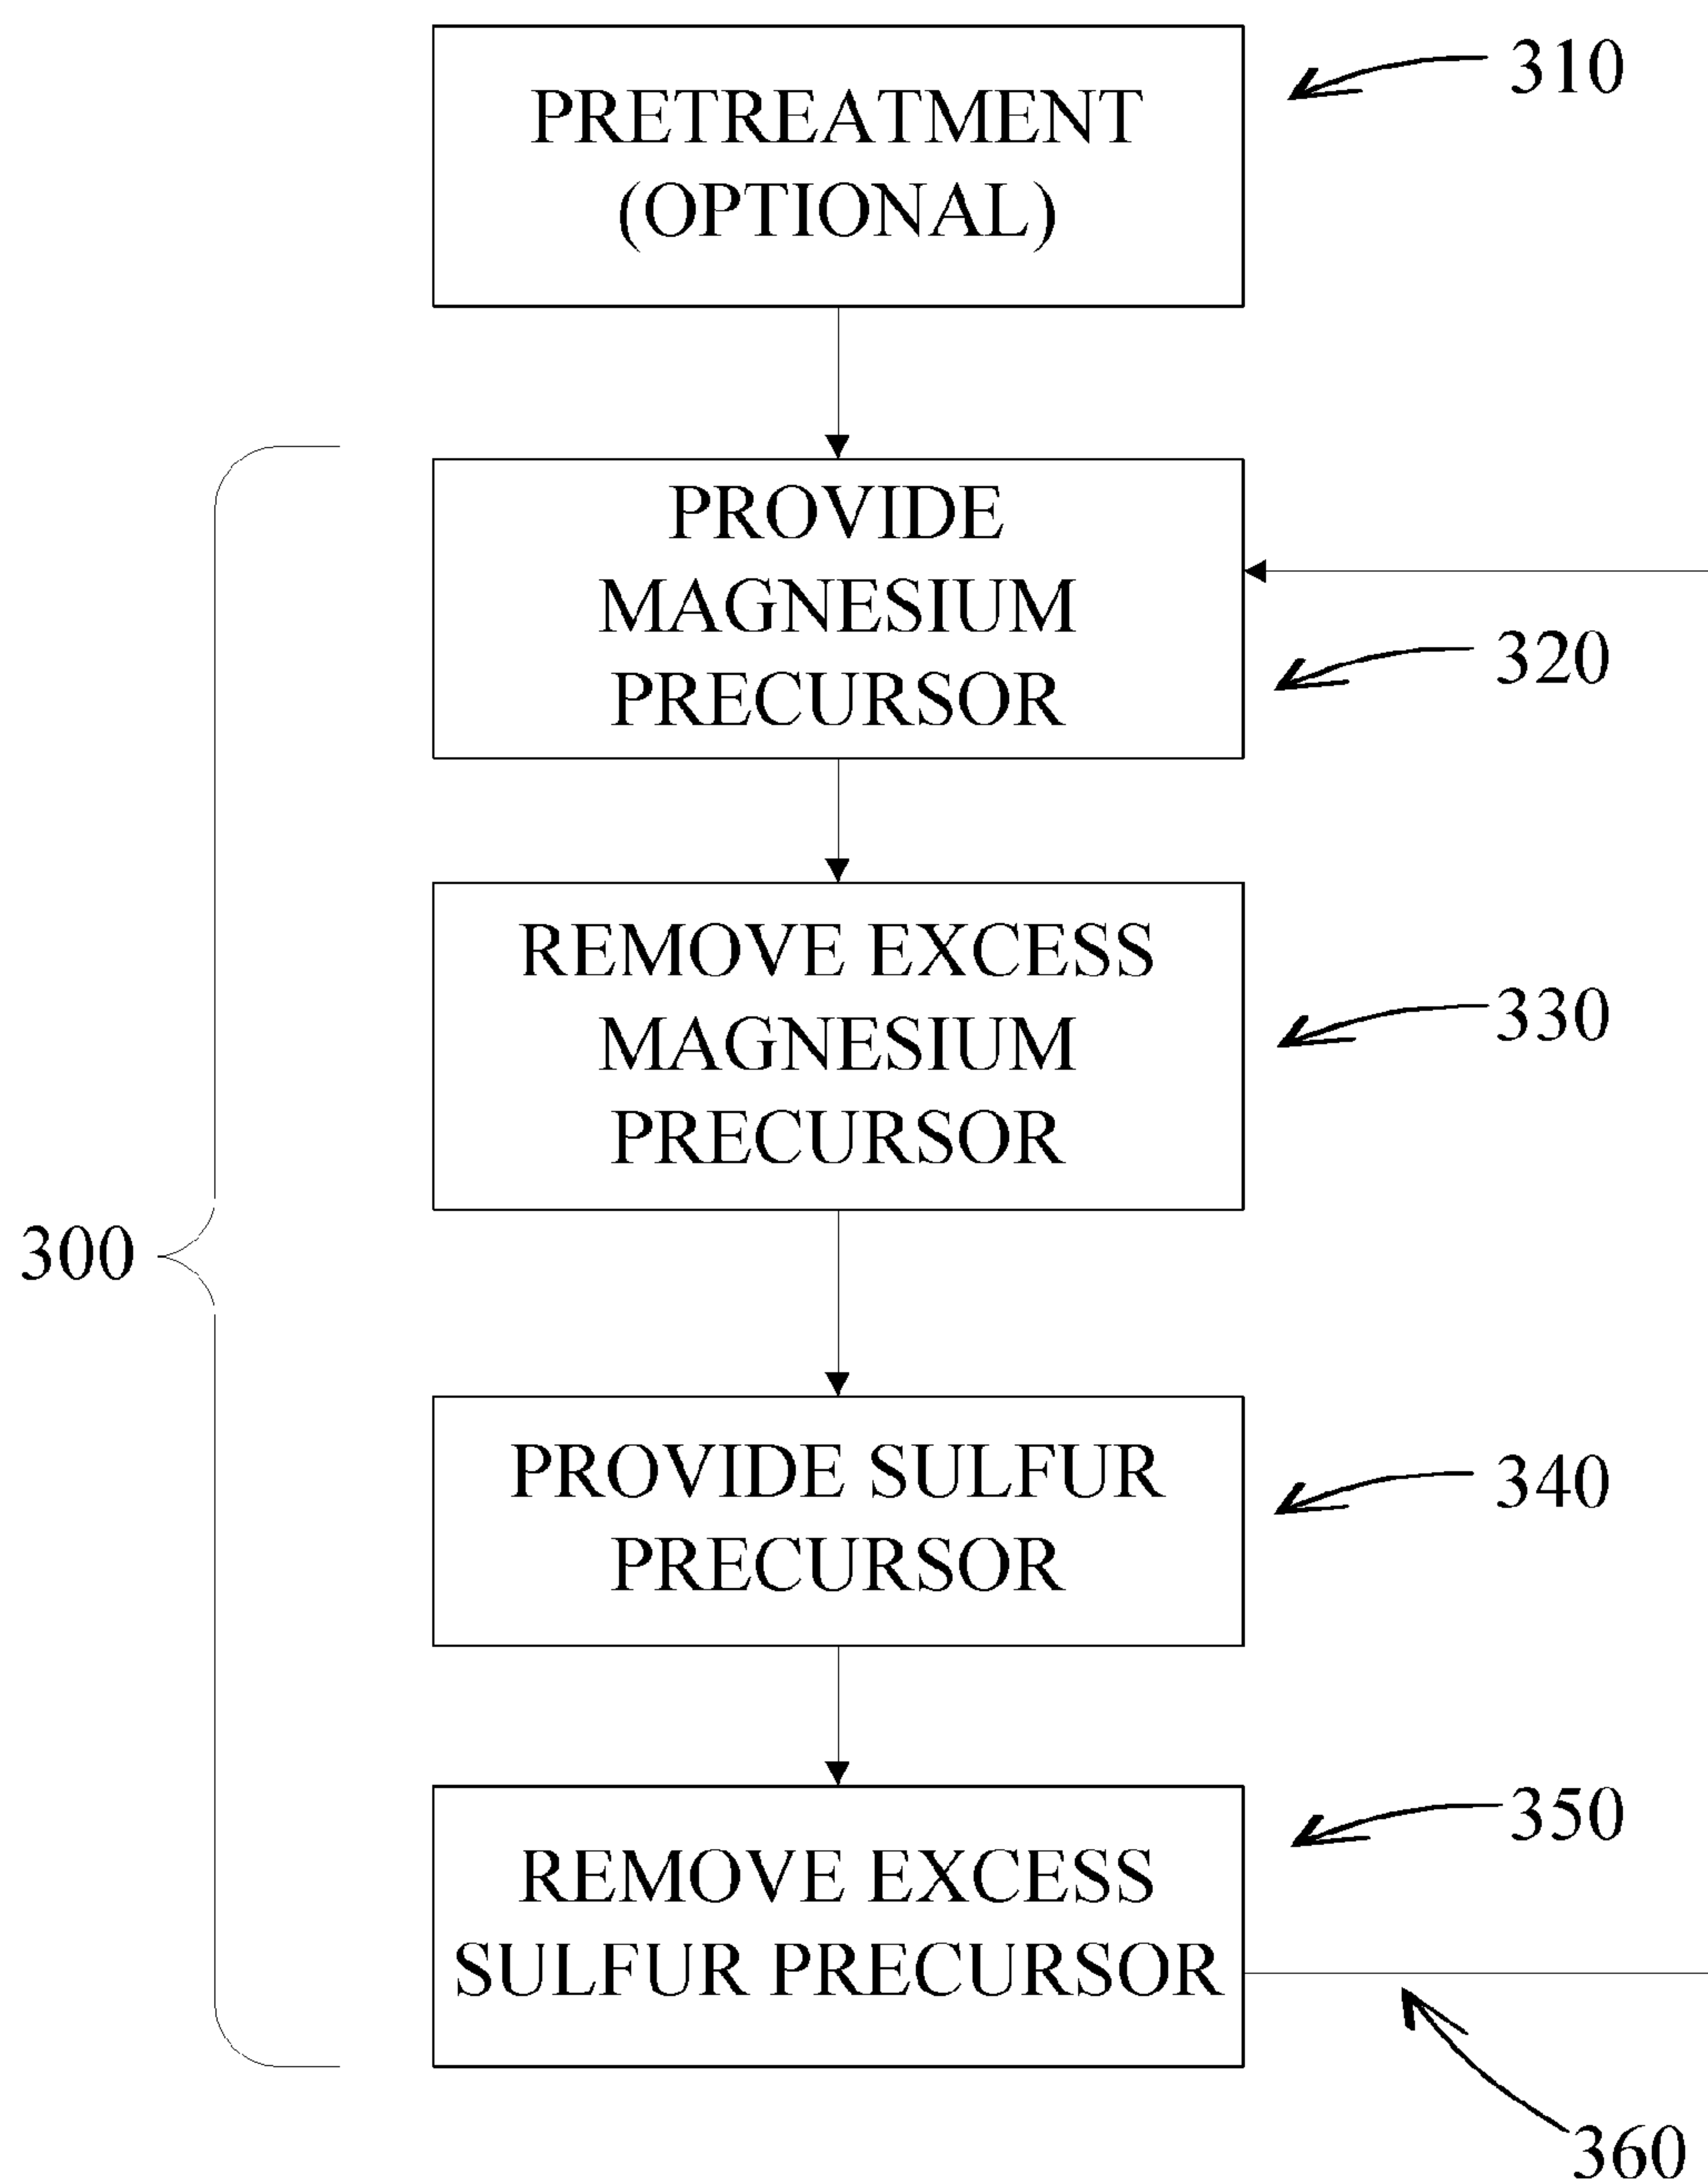 PRETREATMENT
(OPTIONAL)
310
PROVIDE
MAGNESIUM
PRECURSOR
320
REMOVE EXCESS
MAGNESIUM
PRECURSOR
330
300
PROVIDE SULFUR
PRECURSOR
340
REMOVE EXCESS
SULFUR PRECURSOR
350
360